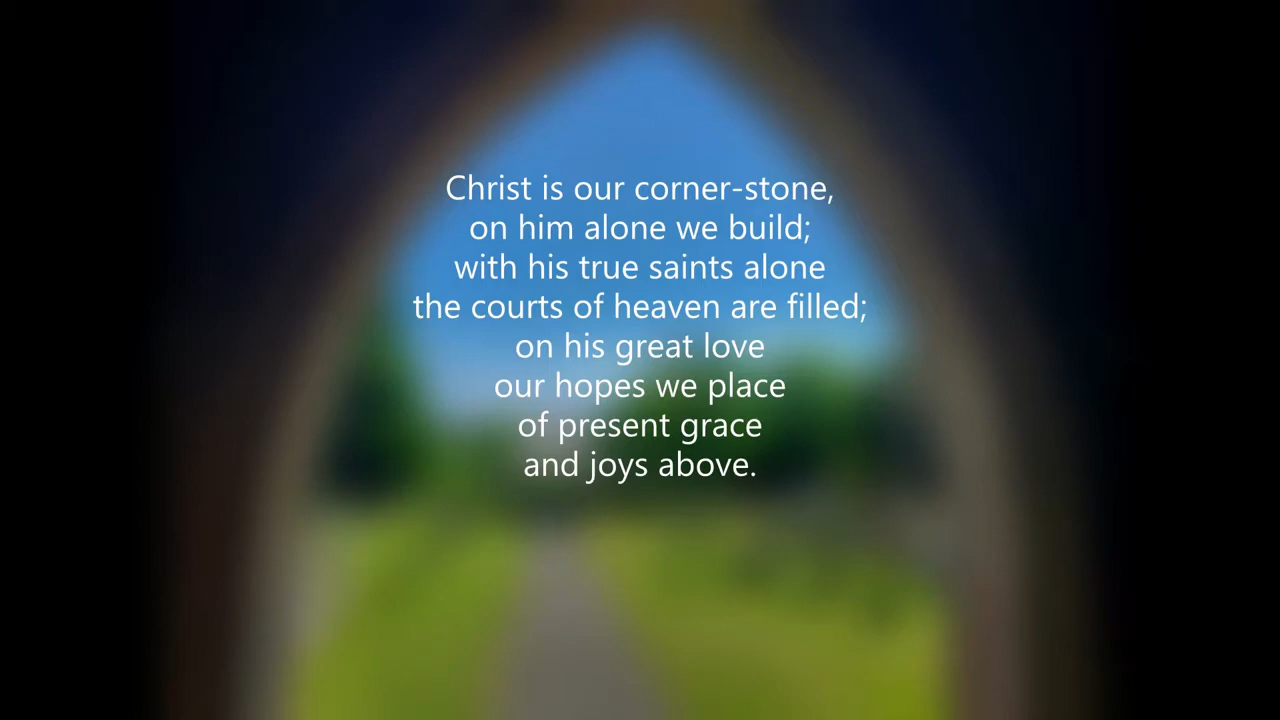 Christ is our corner-stone,
on him alone we build;
with his true saints alone
the courts of heaven are filled;
on his great love
our hopes we place
of present grace
and joys above.